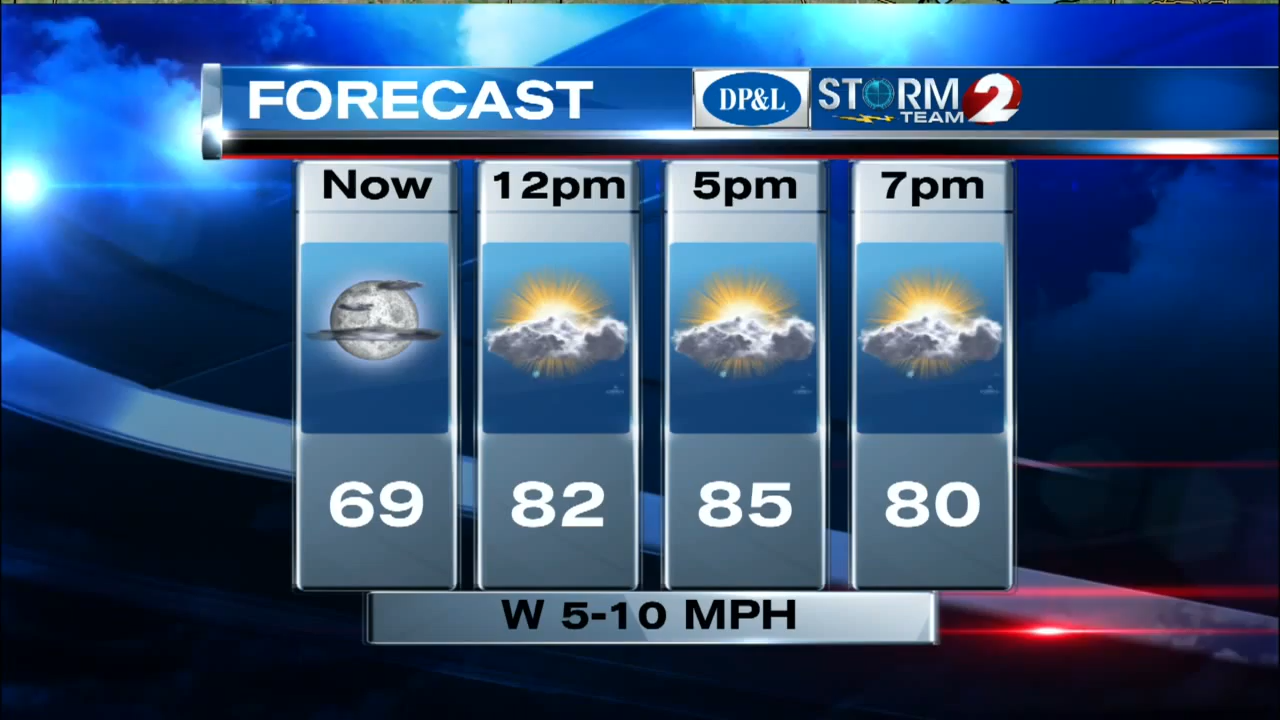 FORECAST
DP&L
STORM
TEAM
2
Now 12pm 5pm 7pm
69 82 85 80
W 5-10 MPH